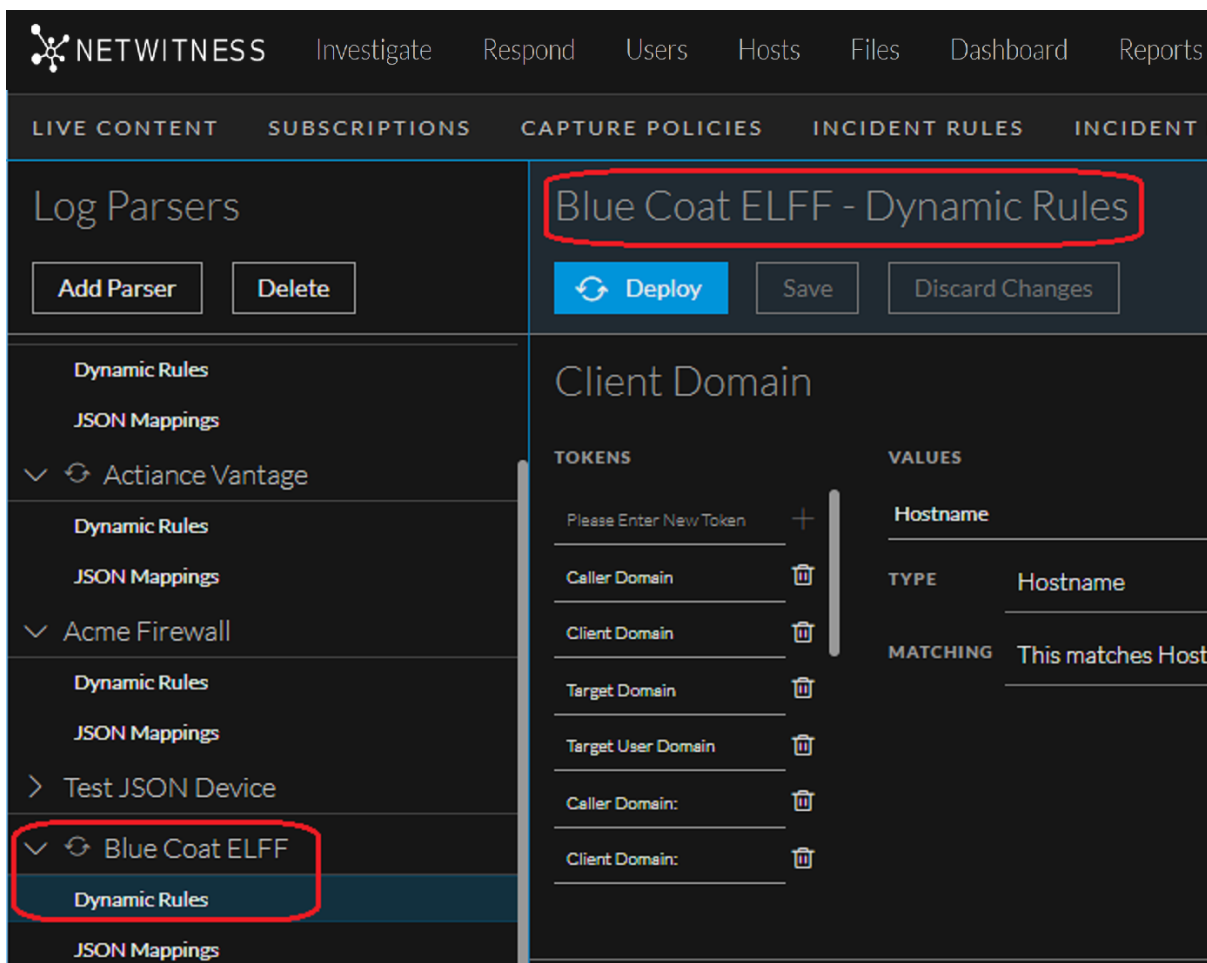 NETWITNESS Investigate Respond Users Hosts Files Dashboard Reports
LIVE CONTENT SUBSCRIPTIONS CAPTURE POLICIES INCIDENT RULES INCIDENT
Log Parsers
Add Parser Delete
Dynamic Rules
JSON Mappings
Actiance Vantage
Dynamic Rules
JSON Mappings
Acme Firewall
Dynamic Rules
JSON Mappings
Test JSON Device
Blue Coat ELFF
Dynamic Rules
JSON Mappings
Blue Coat ELFF - Dynamic Rules
Deploy Save Discard Changes
Client Domain
TOKENS
Please Enter New Token
Caller Domain
Client Domain
Target Domain
Target User Domain
Caller Domain:
Client Domain:
VALUES
Hostname
TYPE Hostname
MATCHING This matches Host